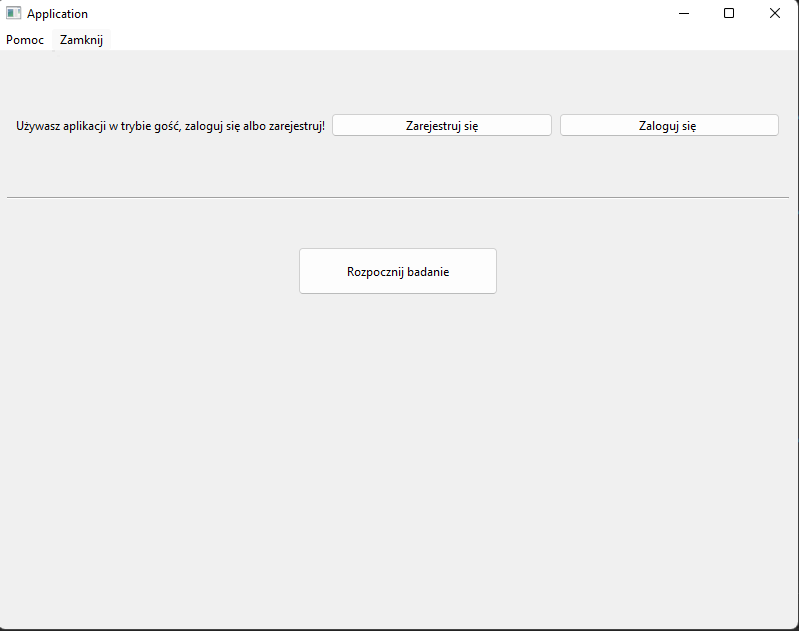 Application
Pomoc Zamknij
Używasz aplikacji w trybie gość, zaloguj się albo zarejestruj! Zarejestruj się Zaloguj się
Rozpocznij badanie